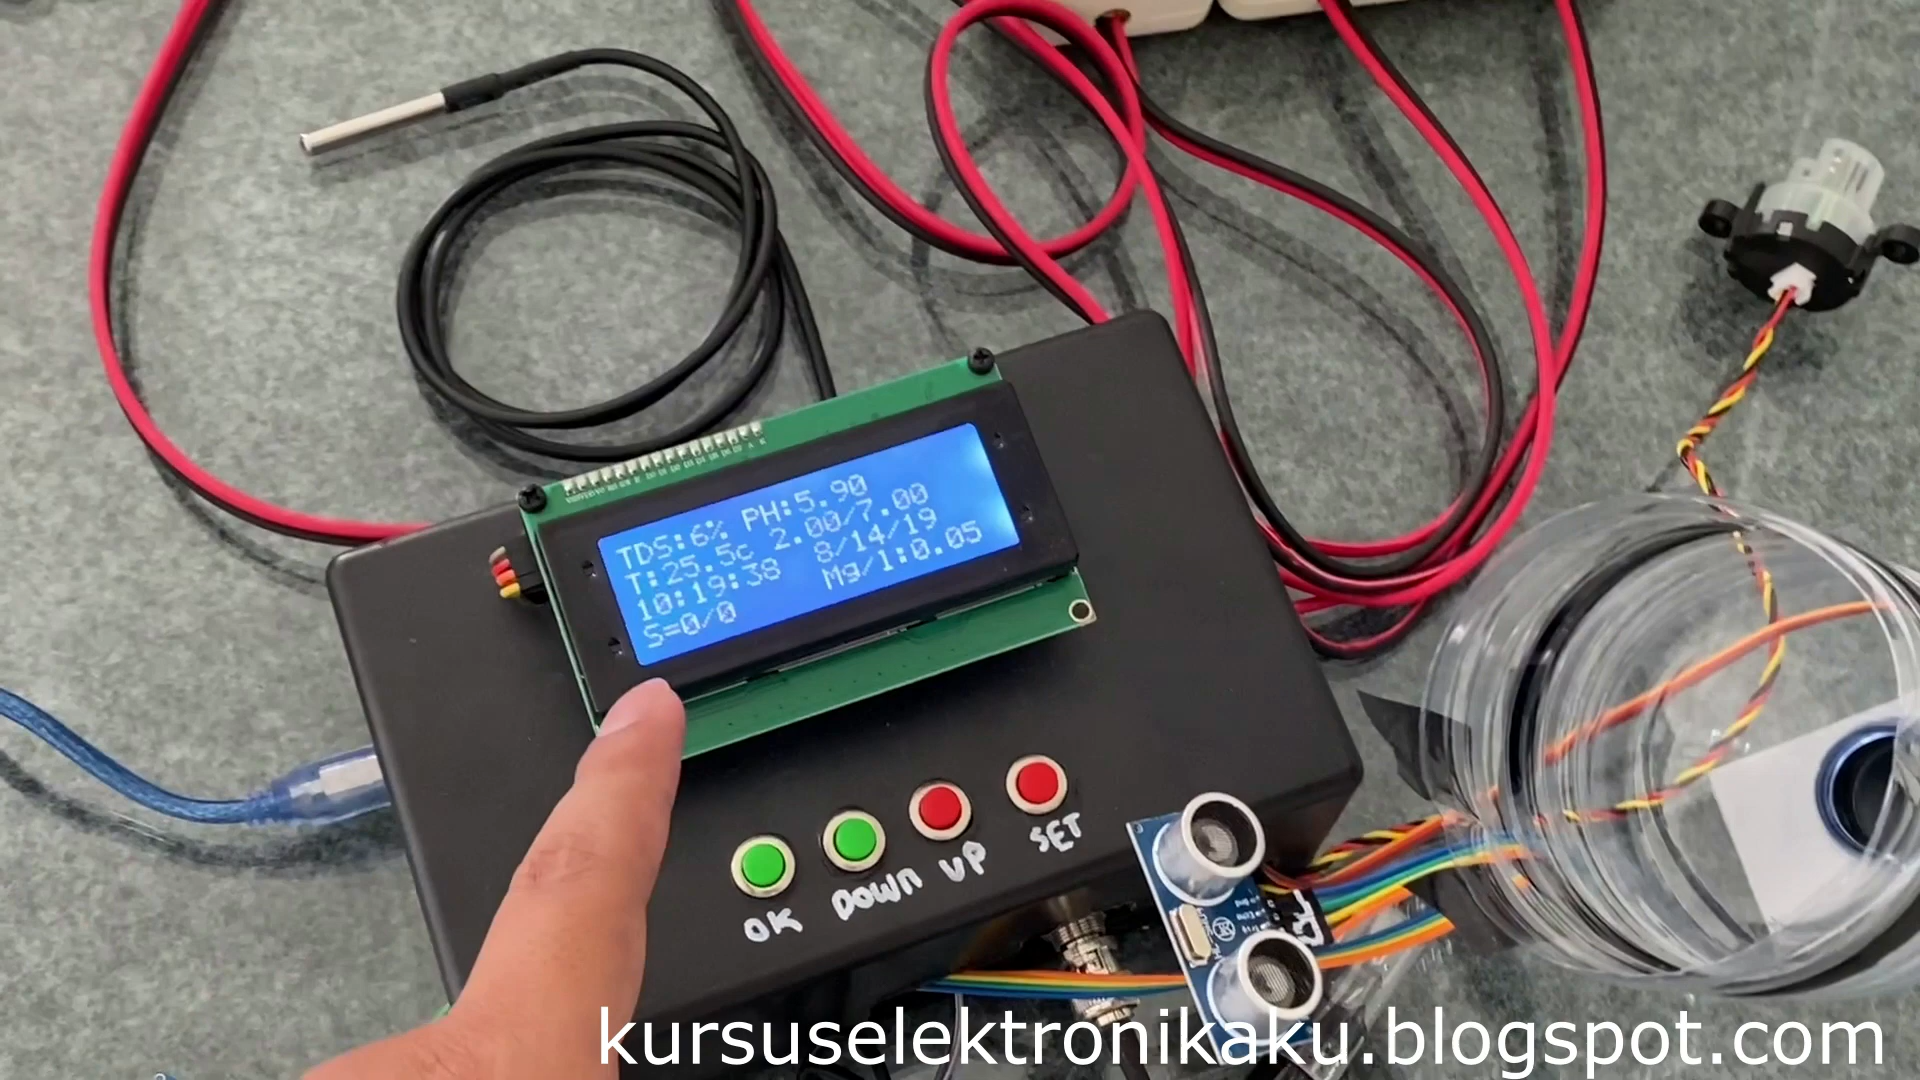 TDS:6% PH:5.90
T:25.5c 2.00/7.00
10:19:38 8/14/19
S=0/0 Mg/l:0.05
OK
DOWN
UP
SET
kursuselektronikaku.blogspot.com